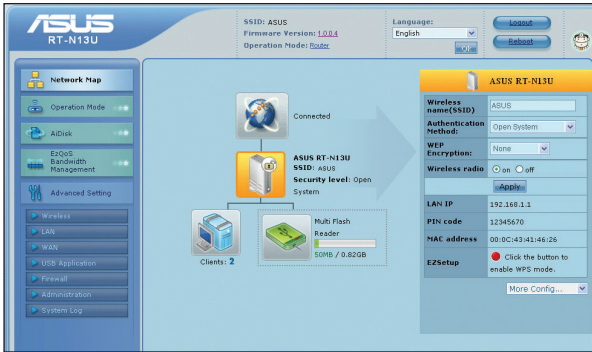 ASUS
RT-N13U
SSID: ASUS
Firmware Version: 1.0.0.4
Operation Mode: Router
Language:
English
OK
Logout
Reboot
Network Map
Operation Mode
AiDisk
EzQoS
Bandwidth
Management
Advanced Setting
Wireless
LAN
WAN
USB Application
Firewall
Administration
System Log
Connected
ASUS RT-N13U
SSID: ASUS
Security level: Open
System
Clients: 2
Multi Flash
Reader
50MB / 0.82GB
ASUS RT-N13U
Wireless
name(SSID)
ASUS
Authentication
Method:
Open System
WEP
Encryption:
None
Wireless radio
on off
Apply
LAN IP
192.168.1.1
PIN code
12345670
MAC address
00:0C:43:41:46:26
EZSetup
Click the button to
enable WPS mode.
More Config...